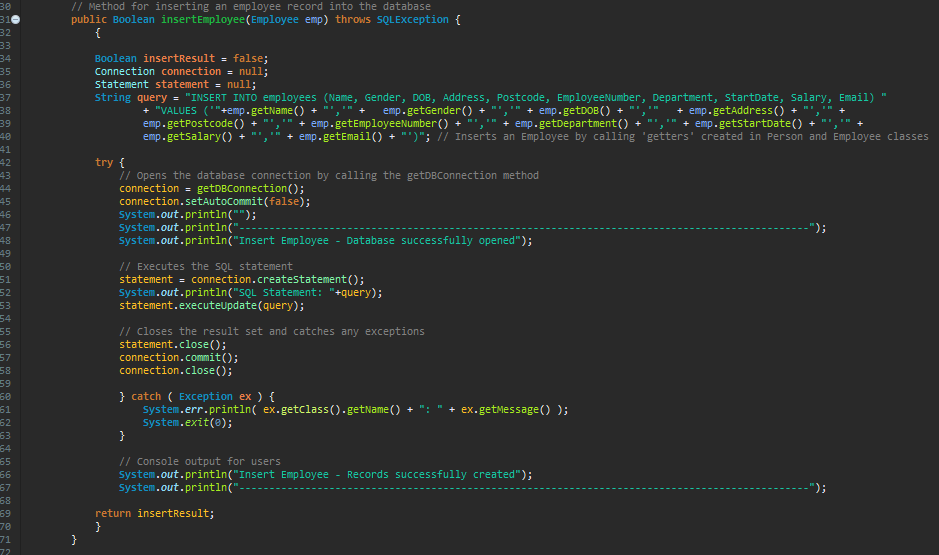 30 // Method for inserting an employee record into the database
31 public Boolean insertEmployee(Employee emp) throws SQLException {
32 {
33
34 Boolean insertResult = false;
35 Connection connection = null;
36 Statement statement = null;
37 String query = "INSERT INTO employees (Name, Gender, DOB, Address, Postcode, EmployeeNumber, Department, StartDate, Salary, Email) "
38 + "VALUES ('"+emp.getName() + "','" + emp.getGender() + "','" + emp.getDOB() + "','" + emp.getAddress() + "','" +
39 emp.getPostcode() + "','" + emp.getEmployeeNumber() + "','" + emp.getDepartment() + "','" + emp.getStartDate() + "','" +
40 emp.getSalary() + "','" + emp.getEmail() + "')"; // Inserts an Employee by calling 'getters' created in Person and Employee classes
41
42 try {
43 // Opens the database connection by calling the getDBConnection method
44 connection = getDBConnection();
45 connection.setAutoCommit(false);
46 System.out.println("");
47 System.out.println("-----------------------------------------------------------------------------------------------");
48 System.out.println("Insert Employee - Database successfully opened");
49
50 // Executes the SQL statement
51 statement = connection.createStatement();
52 System.out.println("SQL Statement: "+query);
53 statement.executeUpdate(query);
54
55 // Closes the result set and catches any exceptions
56 statement.close();
57 connection.commit();
58 connection.close();
59
60 } catch ( Exception ex ) {
61 System.err.println( ex.getClass().getName() + ": " + ex.getMessage() );
62 System.exit(0);
63 }
64
65 // Console output for users
66 System.out.println("Insert Employee - Records successfully created");
67 System.out.println("-----------------------------------------------------------------------------------------------");
68
69 return insertResult;
70 }
71 }
72